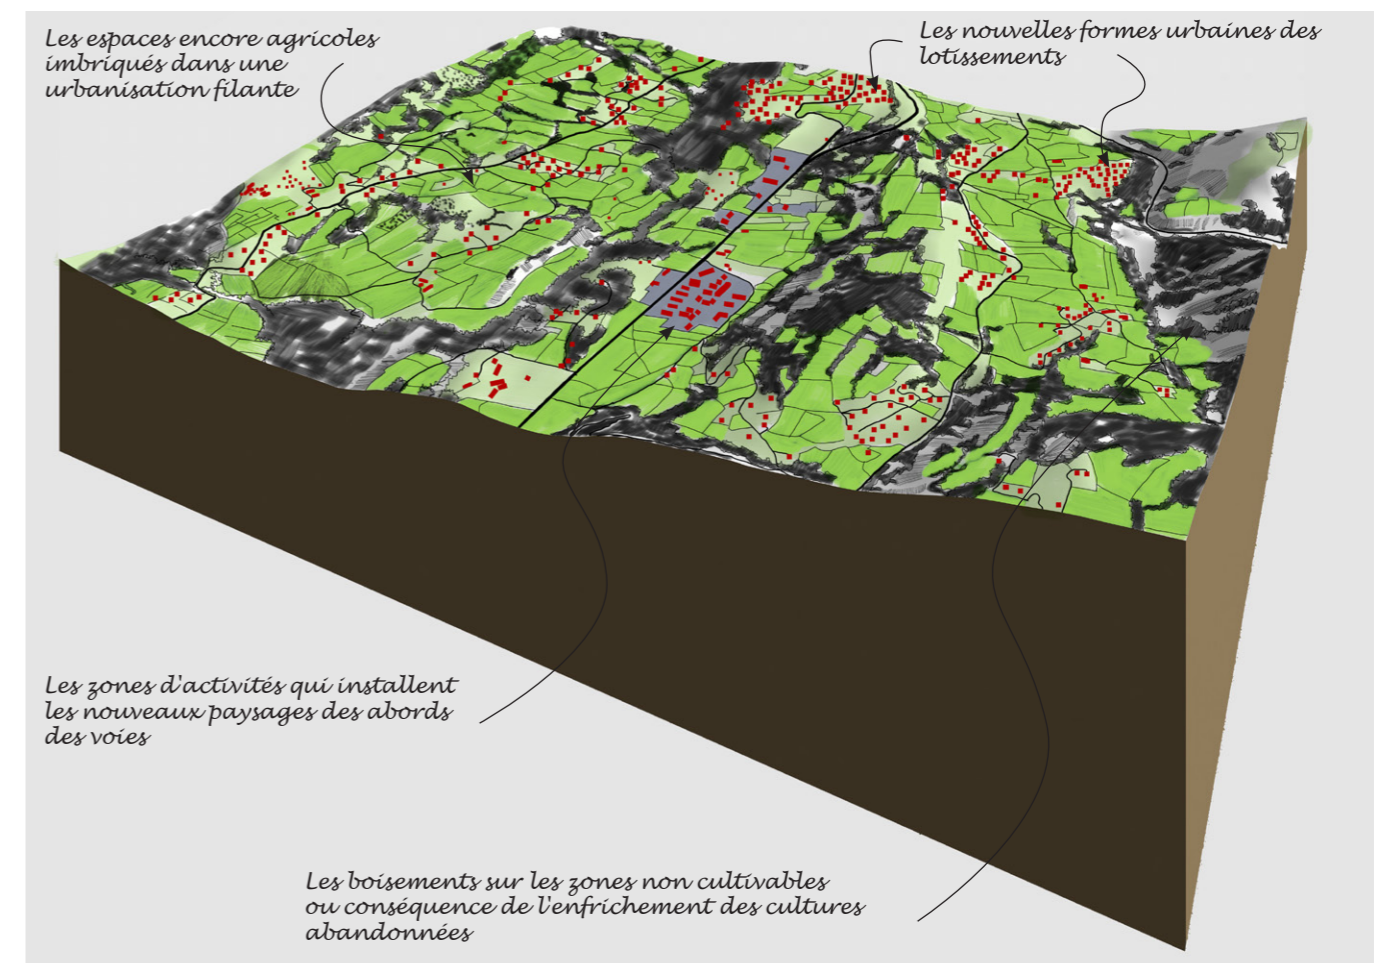 Les espaces encore agricoles
imbriqués dans une
urbanisation filante
Les nouvelles formes urbaines des
lotissements
Les zones d'activités qui installent
les nouveaux paysages des abords
des voies
Les boisements sur les zones non cultivables
ou conséquence de l'enfrichement des cultures
abandonnées